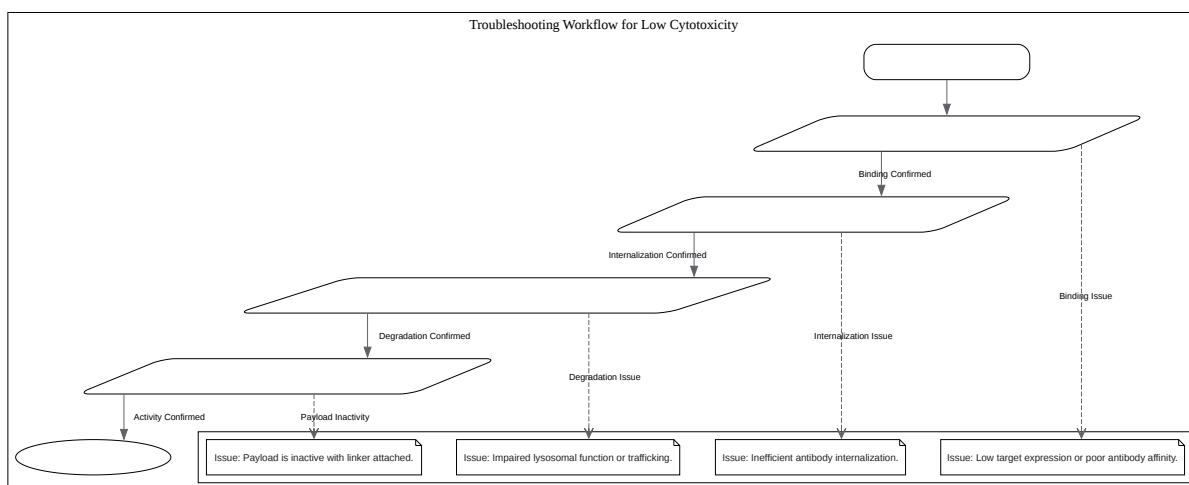 Troubleshooting Workflow for Low Cytotoxicity
Binding Confirmed
Internalization Confirmed
Binding Issue
Degradation Confirmed
Internalization Issue
Degradation Issue
Activity Confirmed
Payload Inactivity
Issue: Payload is inactive with linker attached.
Issue: Impaired lysosomal function or trafficking.
Issue: Inefficient antibody internalization.
Issue: Low target expression or poor antibody affinity.